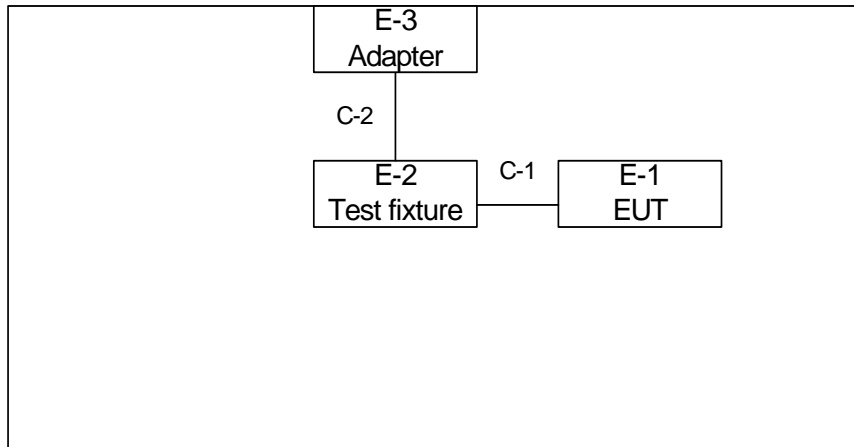 E-3
Adapter
C-2
E-2
Test fixture
C-1
E-1
EUT